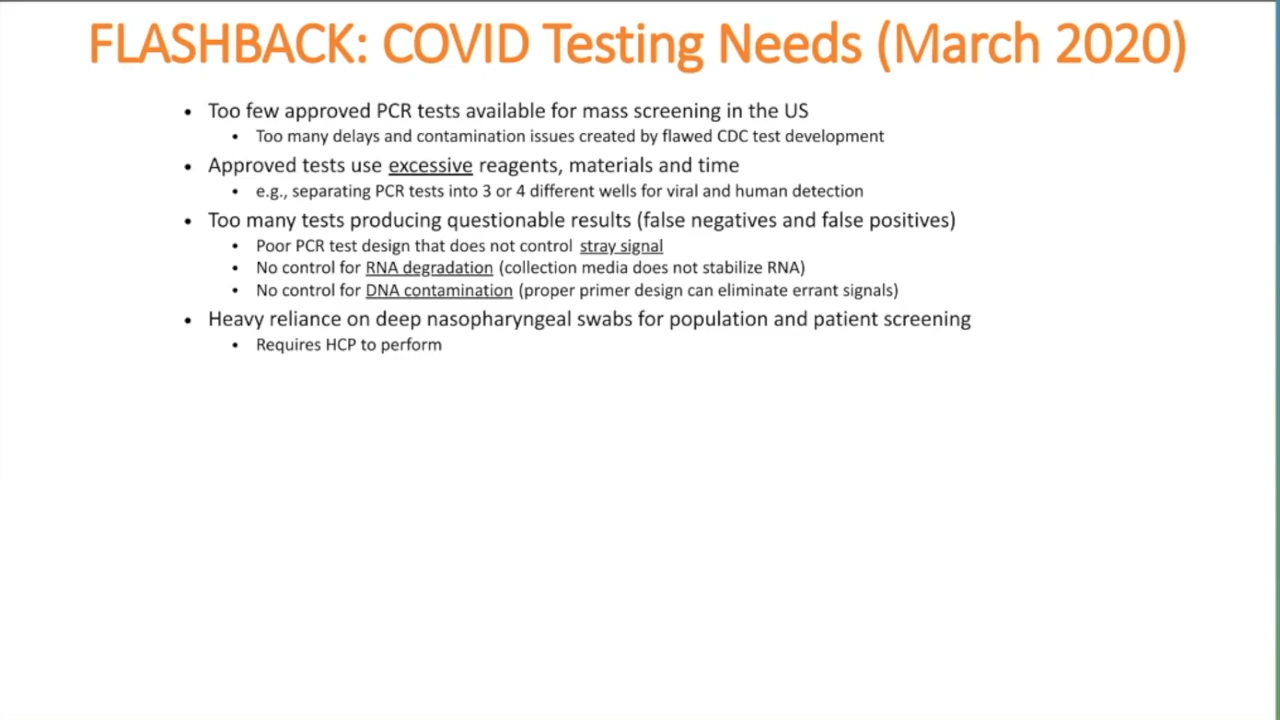 FLASHBACK: COVID Testing Needs (March 2020)
• Too few approved PCR tests available for mass screening in the US
• Too many delays and contamination issues created by flawed CDC test development
• Approved tests use excessive reagents, materials and time
• e.g., separating PCR tests into 3 or 4 different wells for viral and human detection
• Too many tests producing questionable results (false negatives and false positives)
• Poor PCR test design that does not control stray signal
• No control for RNA degradation (collection media does not stabilize RNA)
• No control for DNA contamination (proper primer design can eliminate errant signals)
• Heavy reliance on deep nasopharyngeal swabs for population and patient screening
• Requires HCP to perform